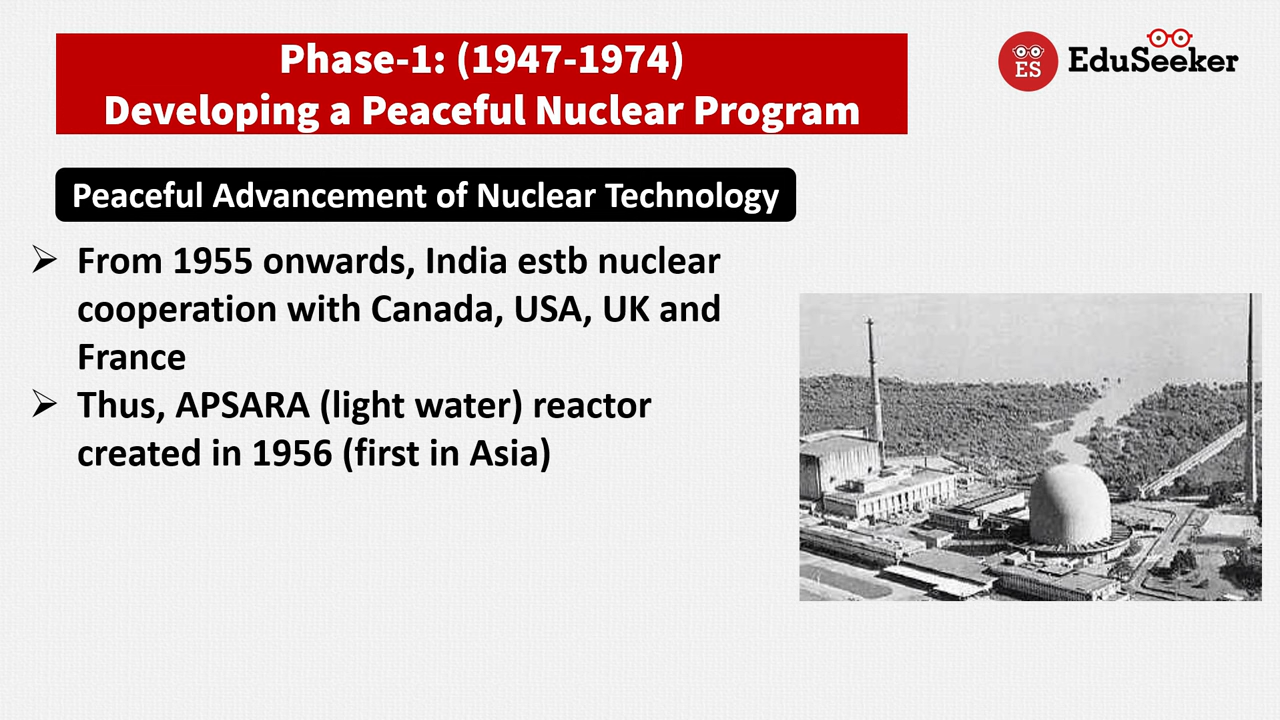 Phase-1: (1947-1974)
Developing a Peaceful Nuclear Program
ES
EduSeeker
Peaceful Advancement of Nuclear Technology
➢ From 1955 onwards, India estb nuclear
cooperation with Canada, USA, UK and
France
➢ Thus, APSARA (light water) reactor
created in 1956 (first in Asia)